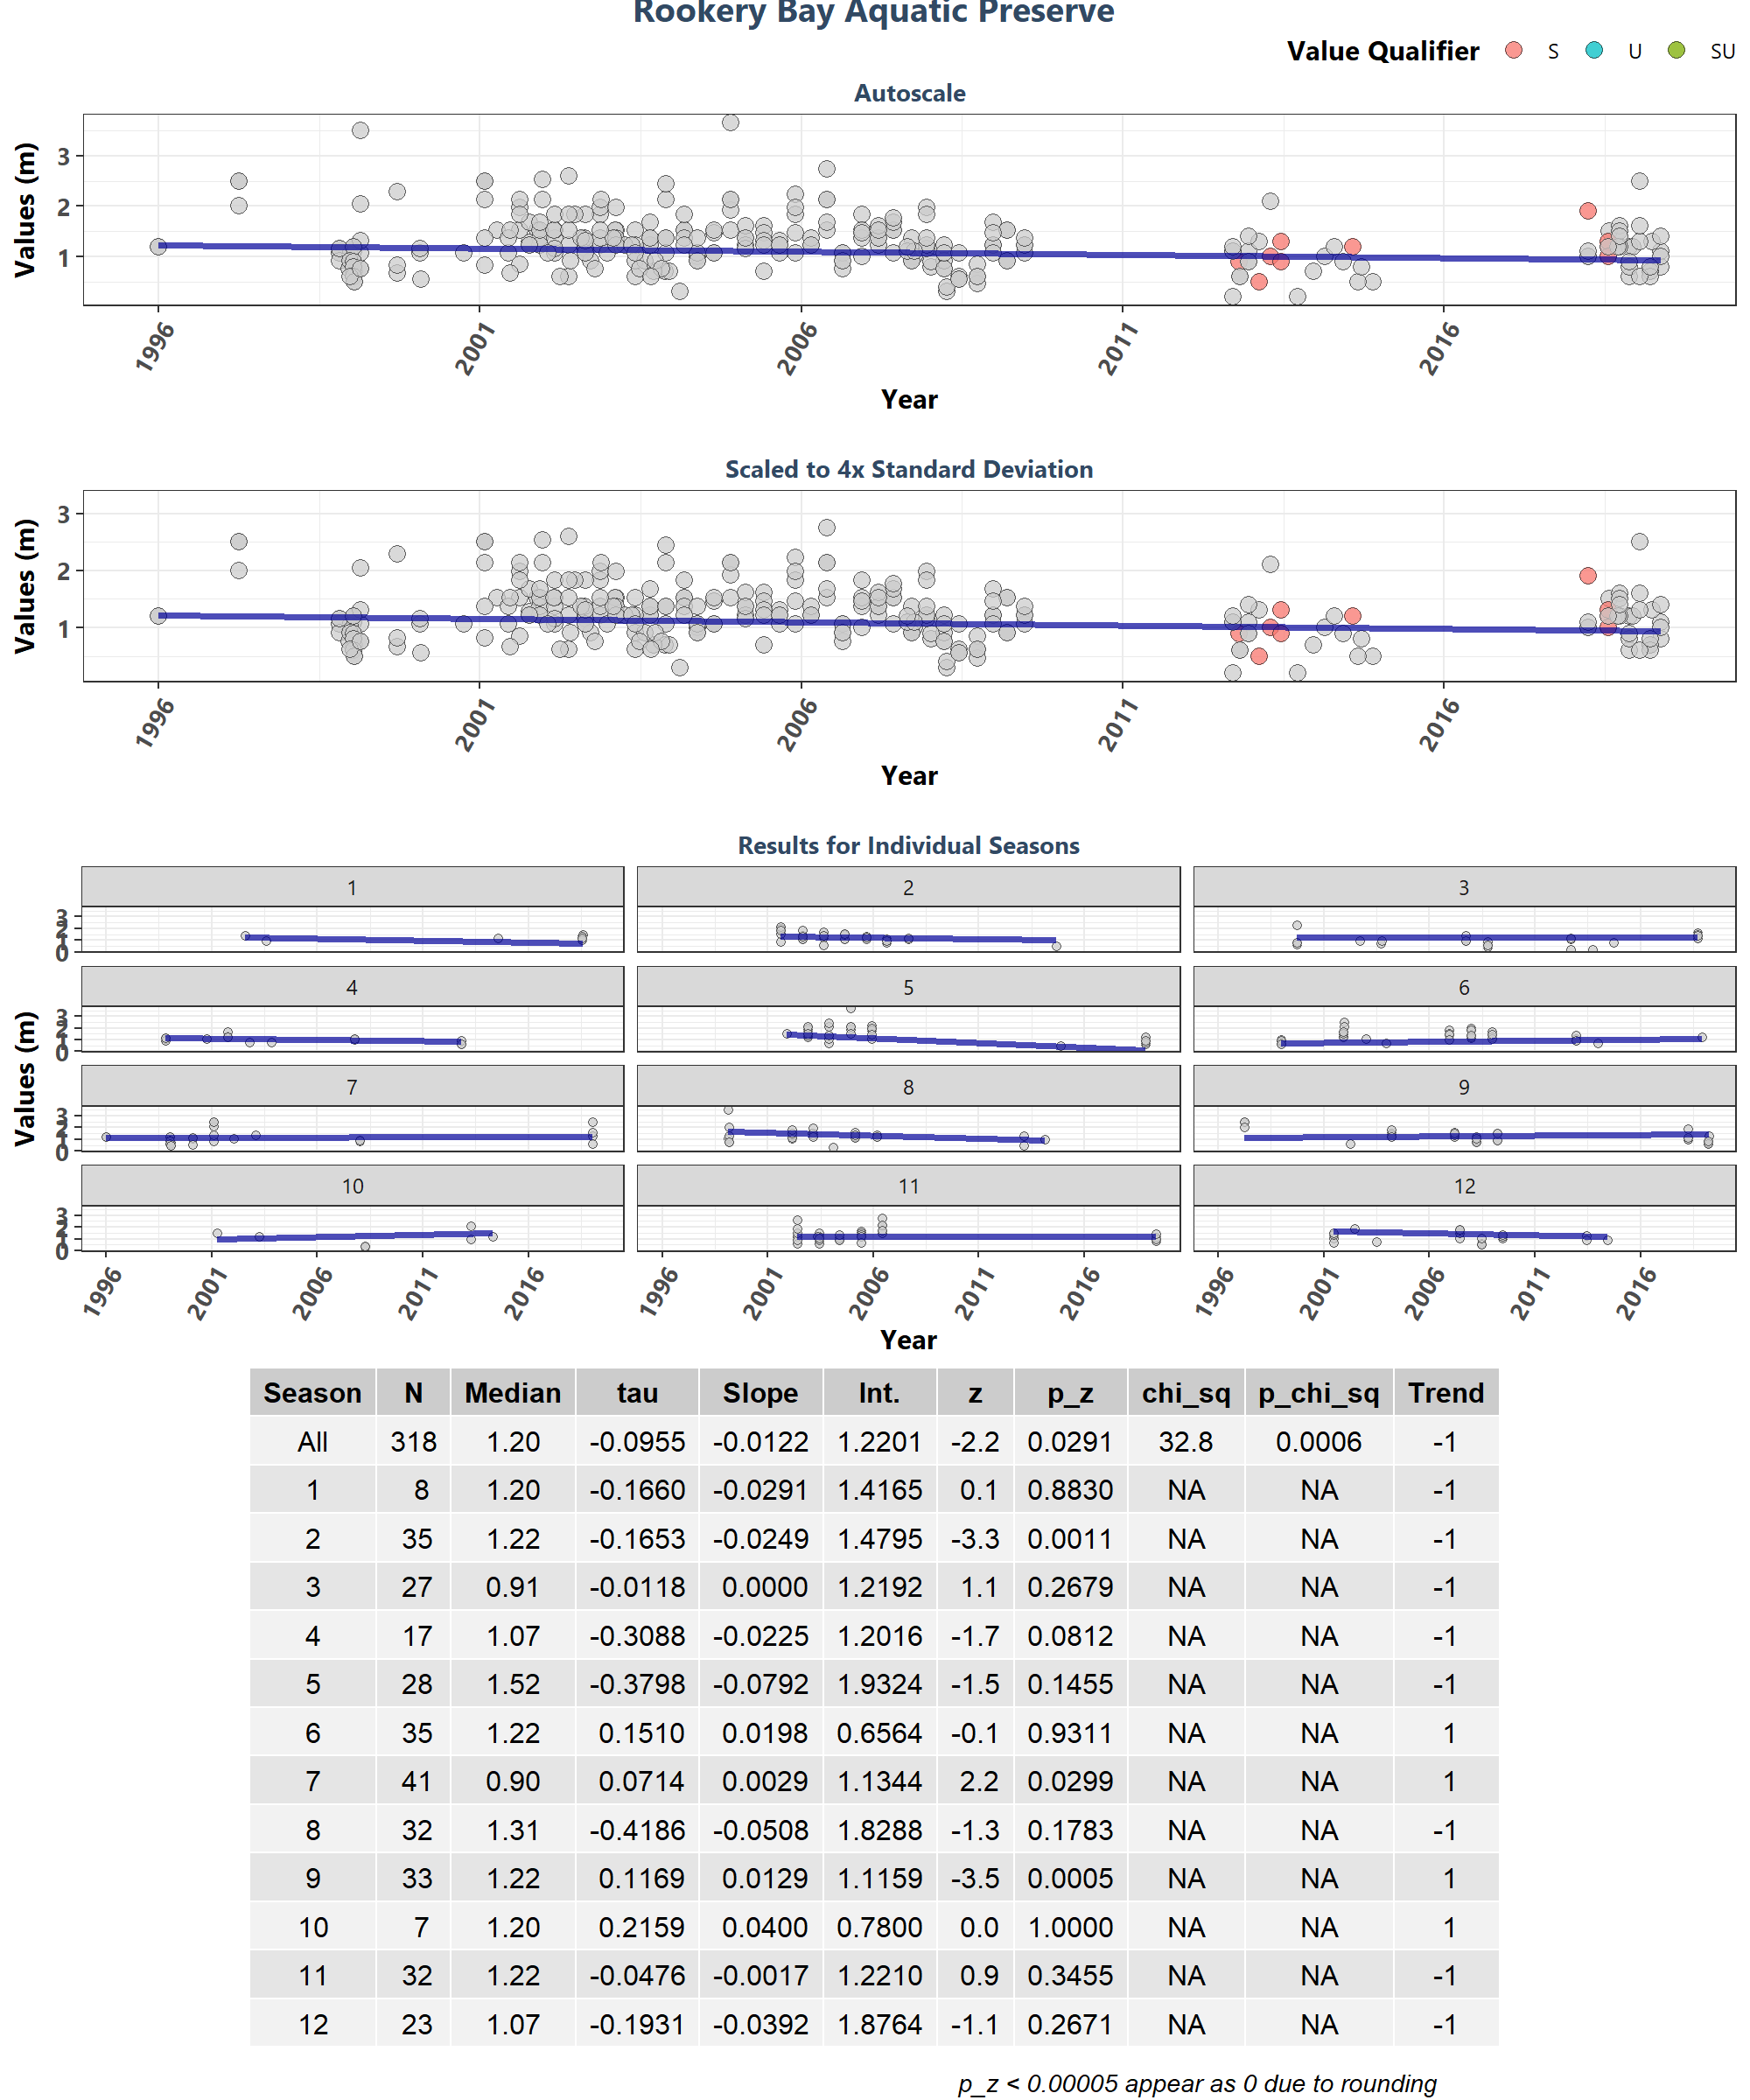 Rookery Bay Aquatic Preserve
Value Qualifier S U SU
Autoscale
Values (m)
3
2
1
1996 2001 2006 2011 2016
Year
Scaled to 4x Standard Deviation
Values (m)
3
2
1
1996 2001 2006 2011 2016
Year
Results for Individual Seasons
Values (m)
1 2 3
3
2
1
0
4 5 6
3
2
1
0
7 8 9
3
2
1
0
10 11 12
3
2
1
0
1996 2001 2006 2011 2016 1996 2001 2006 2011 2016 1996 2001 2006 2011 2016
Year
Season N Median tau Slope Int. z p_z chi_sq p_chi_sq Trend
All 318 1.20 -0.0955 -0.0122 1.2201 -2.2 0.0291 32.8 0.0006 -1
1 8 1.20 -0.1660 -0.0291 1.4165 0.1 0.8830 NA NA -1
2 35 1.22 -0.1653 -0.0249 1.4795 -3.3 0.0011 NA NA -1
3 27 0.91 -0.0118 0.0000 1.2192 1.1 0.2679 NA NA -1
4 17 1.07 -0.3088 -0.0225 1.2016 -1.7 0.0812 NA NA -1
5 28 1.52 -0.3798 -0.0792 1.9324 -1.5 0.1455 NA NA -1
6 35 1.22 0.1510 0.0198 0.6564 -0.1 0.9311 NA NA 1
7 41 0.90 0.0714 0.0029 1.1344 2.2 0.0299 NA NA 1
8 32 1.31 -0.4186 -0.0508 1.8288 -1.3 0.1783 NA NA -1
9 33 1.22 0.1169 0.0129 1.1159 -3.5 0.0005 NA NA 1
10 7 1.20 0.2159 0.0400 0.7800 0.0 1.0000 NA NA 1
11 32 1.22 -0.0476 -0.0017 1.2210 0.9 0.3455 NA NA -1
12 23 1.07 -0.1931 -0.0392 1.8764 -1.1 0.2671 NA NA -1
p_z < 0.00005 appear as 0 due to rounding